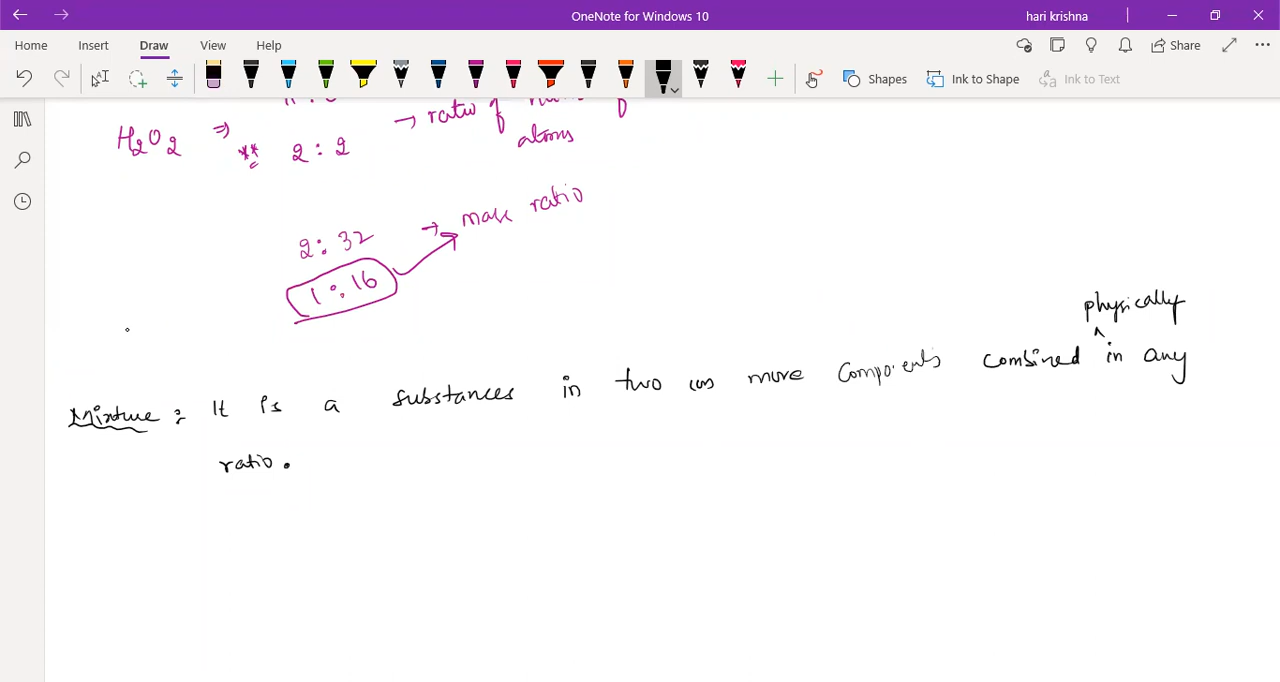 OneNote for Windows 10
hari krishna
Home Insert Draw View Help
Share
Shapes Ink to Shape Ink to Text
H2O2 ⇒ ** 2 : 2 → ratio of
atoms
2 : 32 → mass ratio
1 : 16
physically
Mixture : It is a substances in two (or) more components combined ^ in any
ratio.